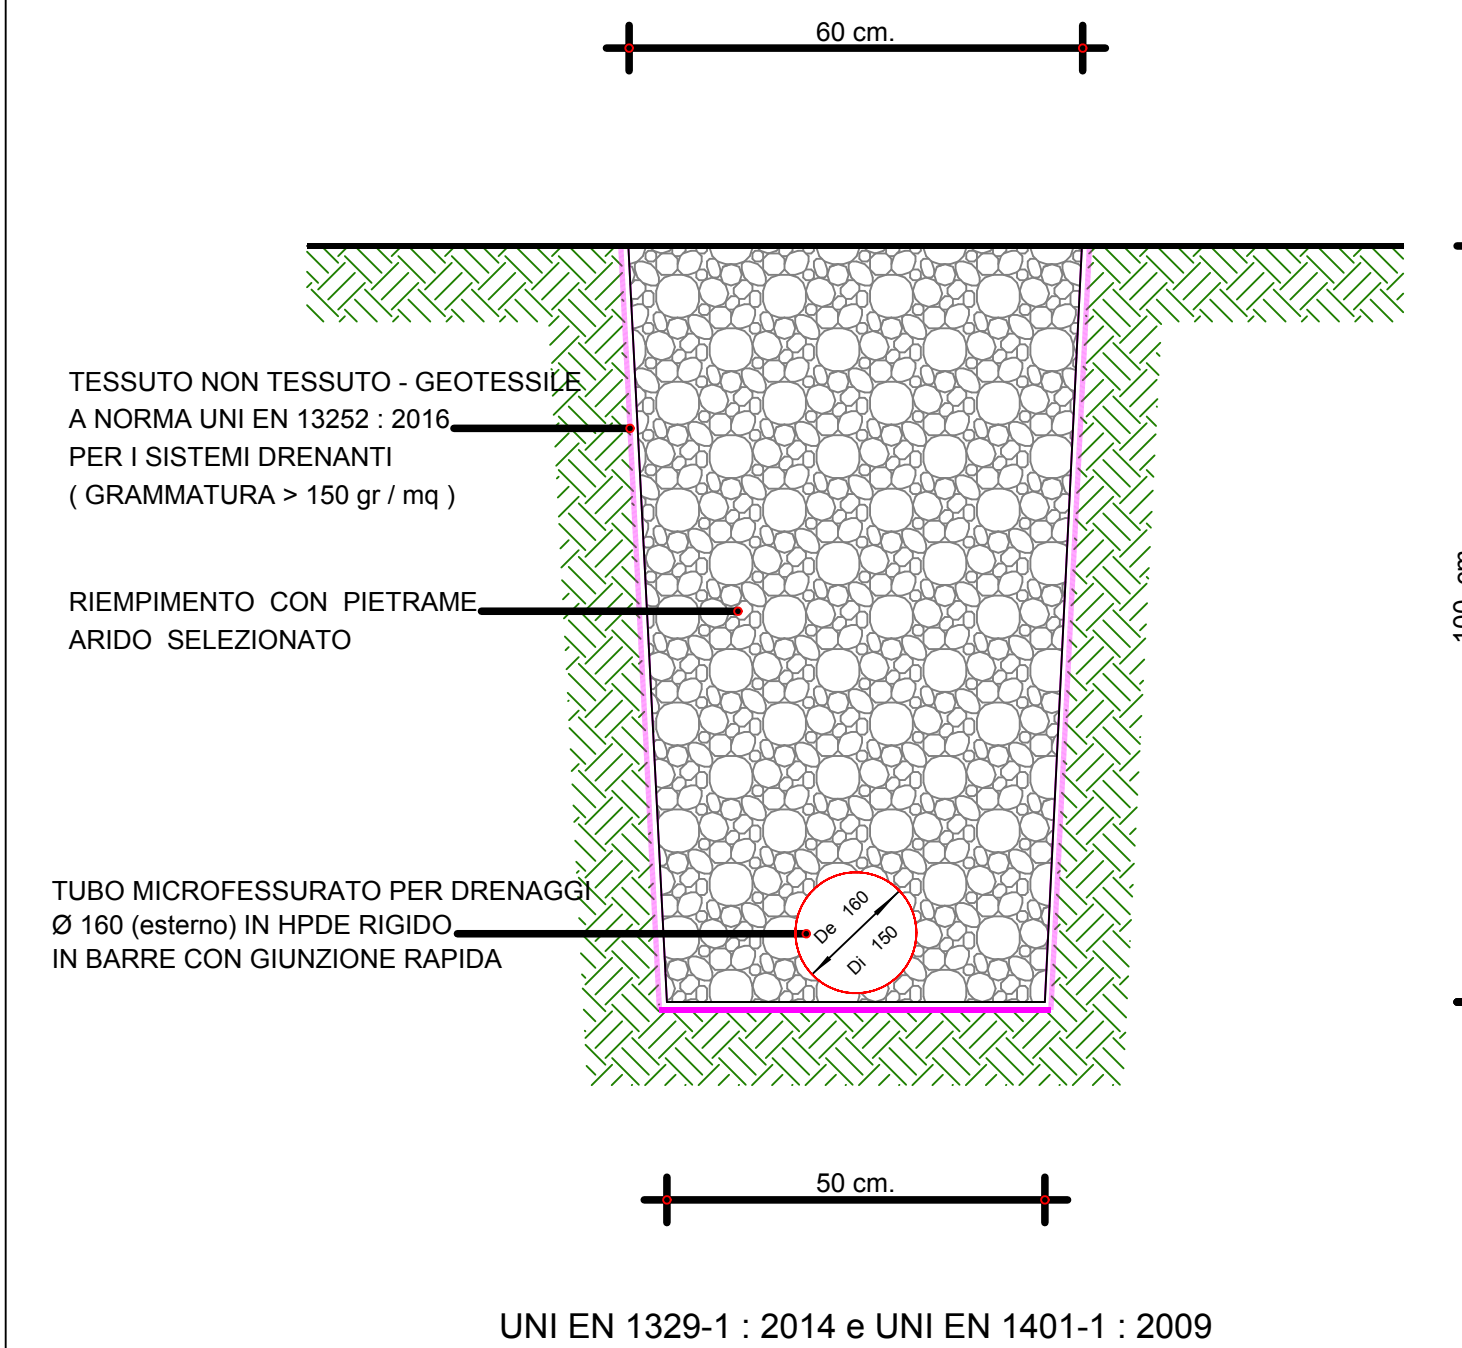 60 cm.
TESSUTO NON TESSUTO - GEOTESSILE
A NORMA UNI EN 13252 : 2016
PER I SISTEMI DRENANTI
( GRAMMATURA > 150 gr / mq )
100 cm
RIEMPIMENTO CON PIETRAME
ARIDO SELEZIONATO
TUBO MICROFESSURATO PER DRENAGGI
Ø 160 (esterno) IN HPDE RIGIDO
IN BARRE CON GIUNZIONE RAPIDA
De 160
Di 150
50 cm.
UNI EN 1329-1 : 2014 e UNI EN 1401-1 : 2009